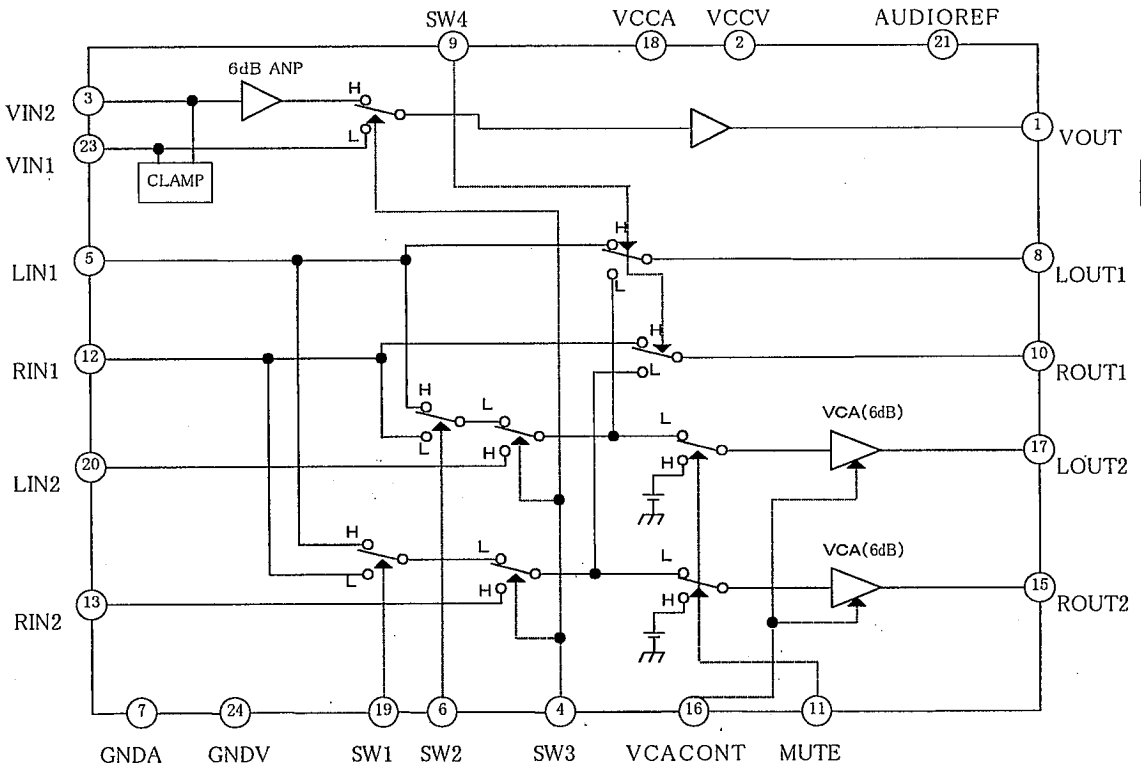 SW4 VCCA VCCV AUDIOREF
9 18 2 21
6dB ANP
H
3
VIN2
1
VOUT
L
23
VIN1
CLAMP
H
5
LIN1
8
LOUT1
L
H
12
RIN1
10
ROUT1
L
H
L
L
VCA(6dB)
L
H
20
LIN2
17
LOUT2
H
H
L
L
VCA(6dB)
L
H
13
RIN2
15
ROUT2
H
7 24 19 6 4 16 11
GNDA GNDV SW1 SW2 SW3 VCACONT MUTE